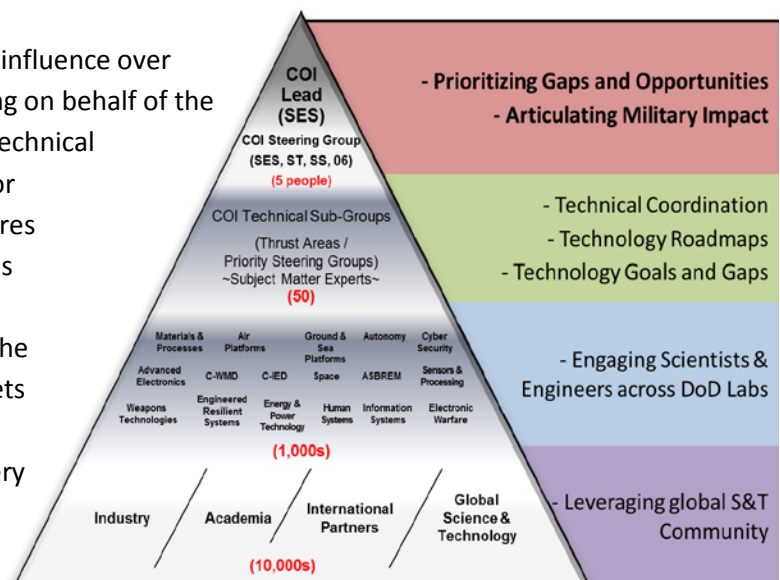 influence over
ng on behalf of the
echnical
or
res
s
he
ets
ery
COI
Lead
(SES)
COI Steering Group
(SES, ST, SS, 06)
(5 people)
- Prioritizing Gaps and Opportunities
- Articulating Military Impact
COI Technical Sub-Groups
(Thrust Areas /
Priority Steering Groups)
~Subject Matter Experts~
(50)
- Technical Coordination
- Technology Roadmaps
- Technology Goals and Gaps
Materials &
Processes
Air
Platforms
Ground &
Sea
Platforms
Autonomy
Cyber
Security
Advanced
Electronics
C-WMD
C-IED
Space
ASBREM
Sensors &
Processing
Weapons
Technologies
Engineered
Resilient
Systems
Energy &
Power
Technology
Human
Systems
Information
Systems
Electronic
Warfare
(1,000s)
- Engaging Scientists &
Engineers across DoD Labs
Industry
Academia
International
Partners
Global
Science &
Technology
(10,000s)
- Leveraging global S&T
Community